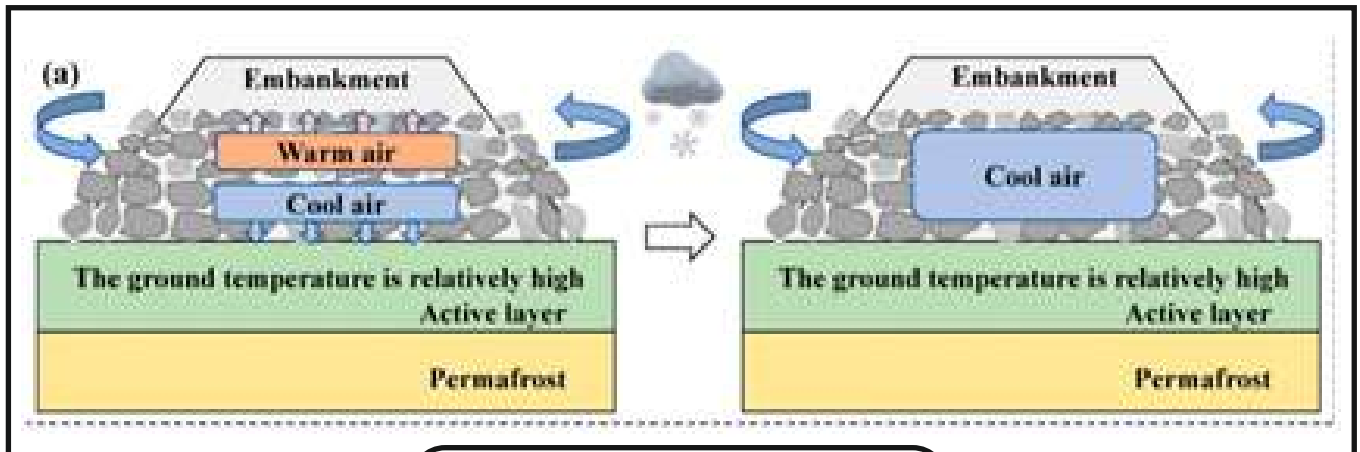 (a)
Embankment
Warm air
Cool air
The ground temperature is relatively high
Active layer
Permafrost
Embankment
Cool air
The ground temperature is relatively high
Active layer
Permafrost